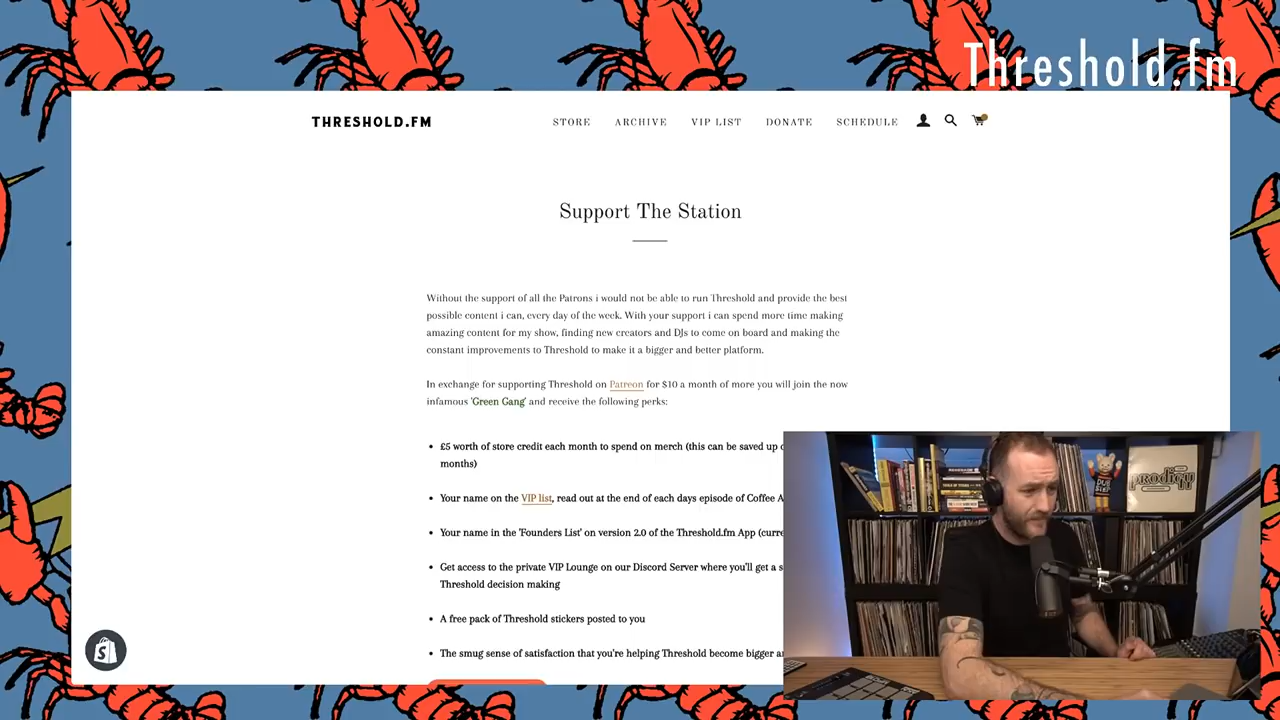 Threshold.fm
THRESHOLD.FM
STORE ARCHIVE VIP LIST DONATE SCHEDULE
Support The Station
Without the support of all the Patrons i would not be able to run Threshold and provide the best
possible content i can, every day of the week. With your support i can spend more time making
amazing content for my show, finding new creators and DJs to come on board and making the
constant improvements to Threshold to make it a bigger and better platform.
In exchange for supporting Threshold on Patreon for $10 a month of more you will join the now
infamous 'Green Gang' and receive the following perks:
• £5 worth of store credit each month to spend on merch (this can be saved up
months)
• Your name on the VIP list, read out at the end of each days episode of Coffee
• Your name in the 'Founders List' on version 2.0 of the Threshold.fm App
• Get access to the private VIP Lounge on our Discord Server where you'll get a
Threshold decision making
• A free pack of Threshold stickers posted to you
• The smug sense of satisfaction that you're helping Threshold become bigger
prodigy
DUB
STEP